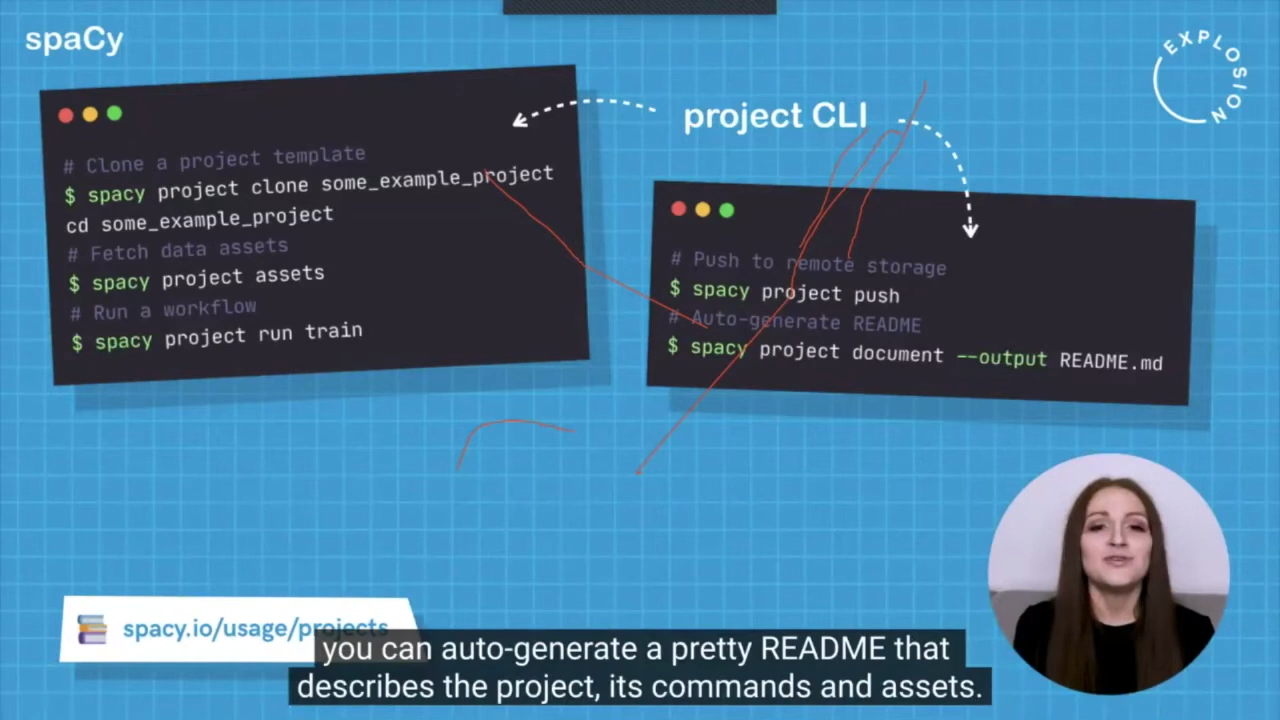 spaCy
EXPLOSION
project CLI
# Clone a project template
$ spacy project clone some_example_project
cd some_example_project
# Fetch data assets
$ spacy project assets
# Run a workflow
$ spacy project run train
# Push to remote storage
$ spacy project push
# Auto-generate README
$ spacy project document --output README.md
spacy.io/usage/projects
you can auto-generate a pretty README that
describes the project, its commands and assets.